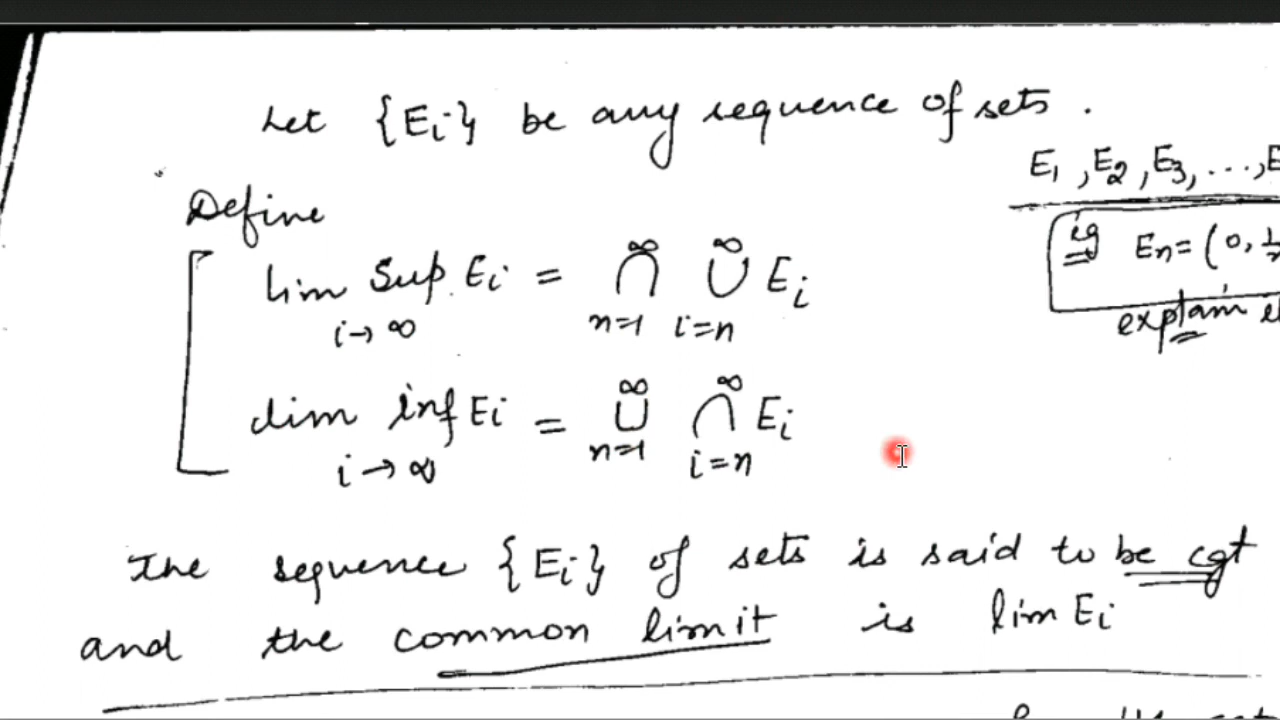 Let {Ei} be any sequence of sets.
E1, E2, E3, ..., E
Define
eg En = (0, 1/n
lim Sup Ei = ∞ ∩ n=1 ∞ ∪ i=n Ei
i→∞
explain
lim inf Ei = ∞ ∪ n=1 ∞ ∩ i=n Ei
i→∞
The sequence {Ei} of sets is said to be cgt
and the common limit is lim Ei